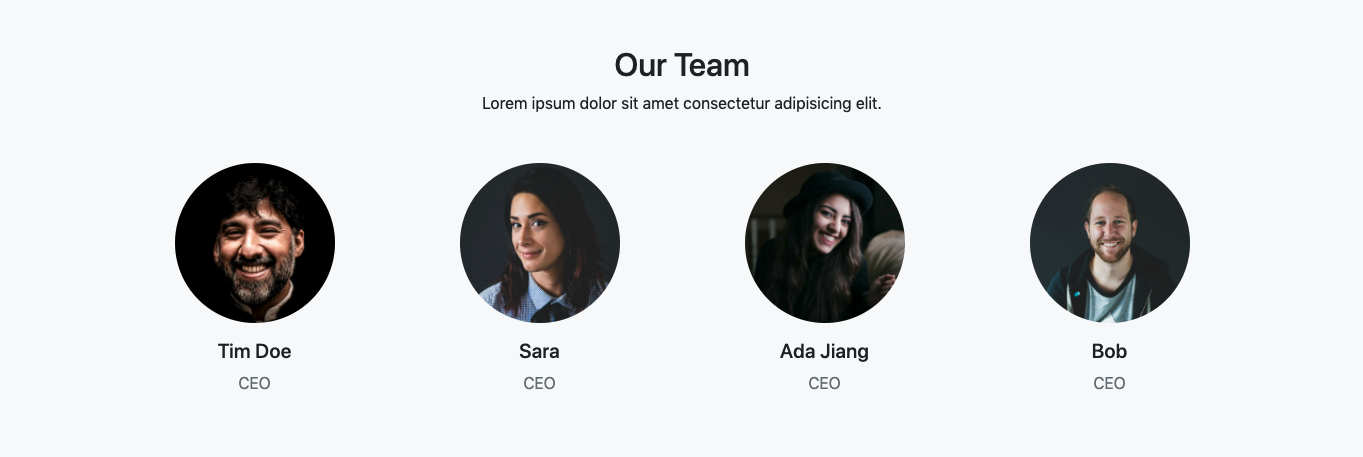 Our Team
Lorem ipsum dolor sit amet consectetur adipisicing elit.
Tim Doe
Sara
Ada Jiang
Bob
CEO
CEO
CEO
CEO